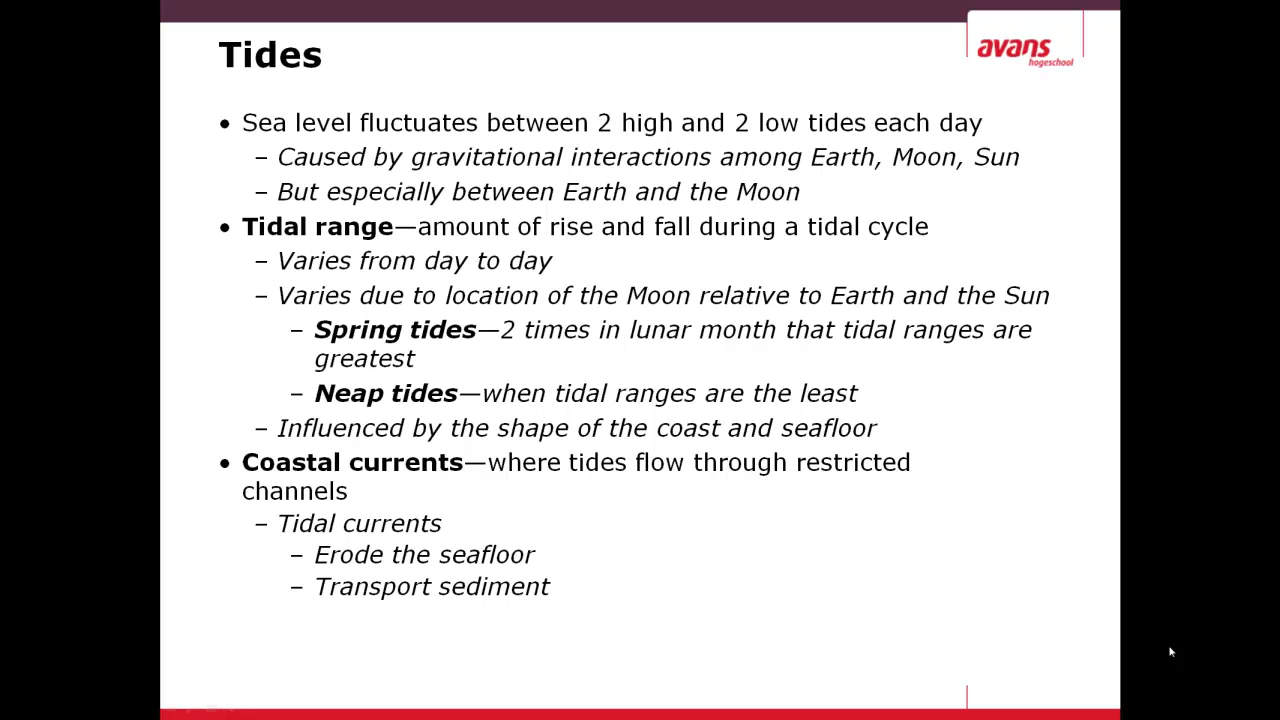 Tides
avans
hogeschool
• Sea level fluctuates between 2 high and 2 low tides each day
– Caused by gravitational interactions among Earth, Moon, Sun
– But especially between Earth and the Moon
• Tidal range—amount of rise and fall during a tidal cycle
– Varies from day to day
– Varies due to location of the Moon relative to Earth and the Sun
– Spring tides—2 times in lunar month that tidal ranges are
greatest
– Neap tides—when tidal ranges are the least
– Influenced by the shape of the coast and seafloor
• Coastal currents—where tides flow through restricted
channels
– Tidal currents
– Erode the seafloor
– Transport sediment